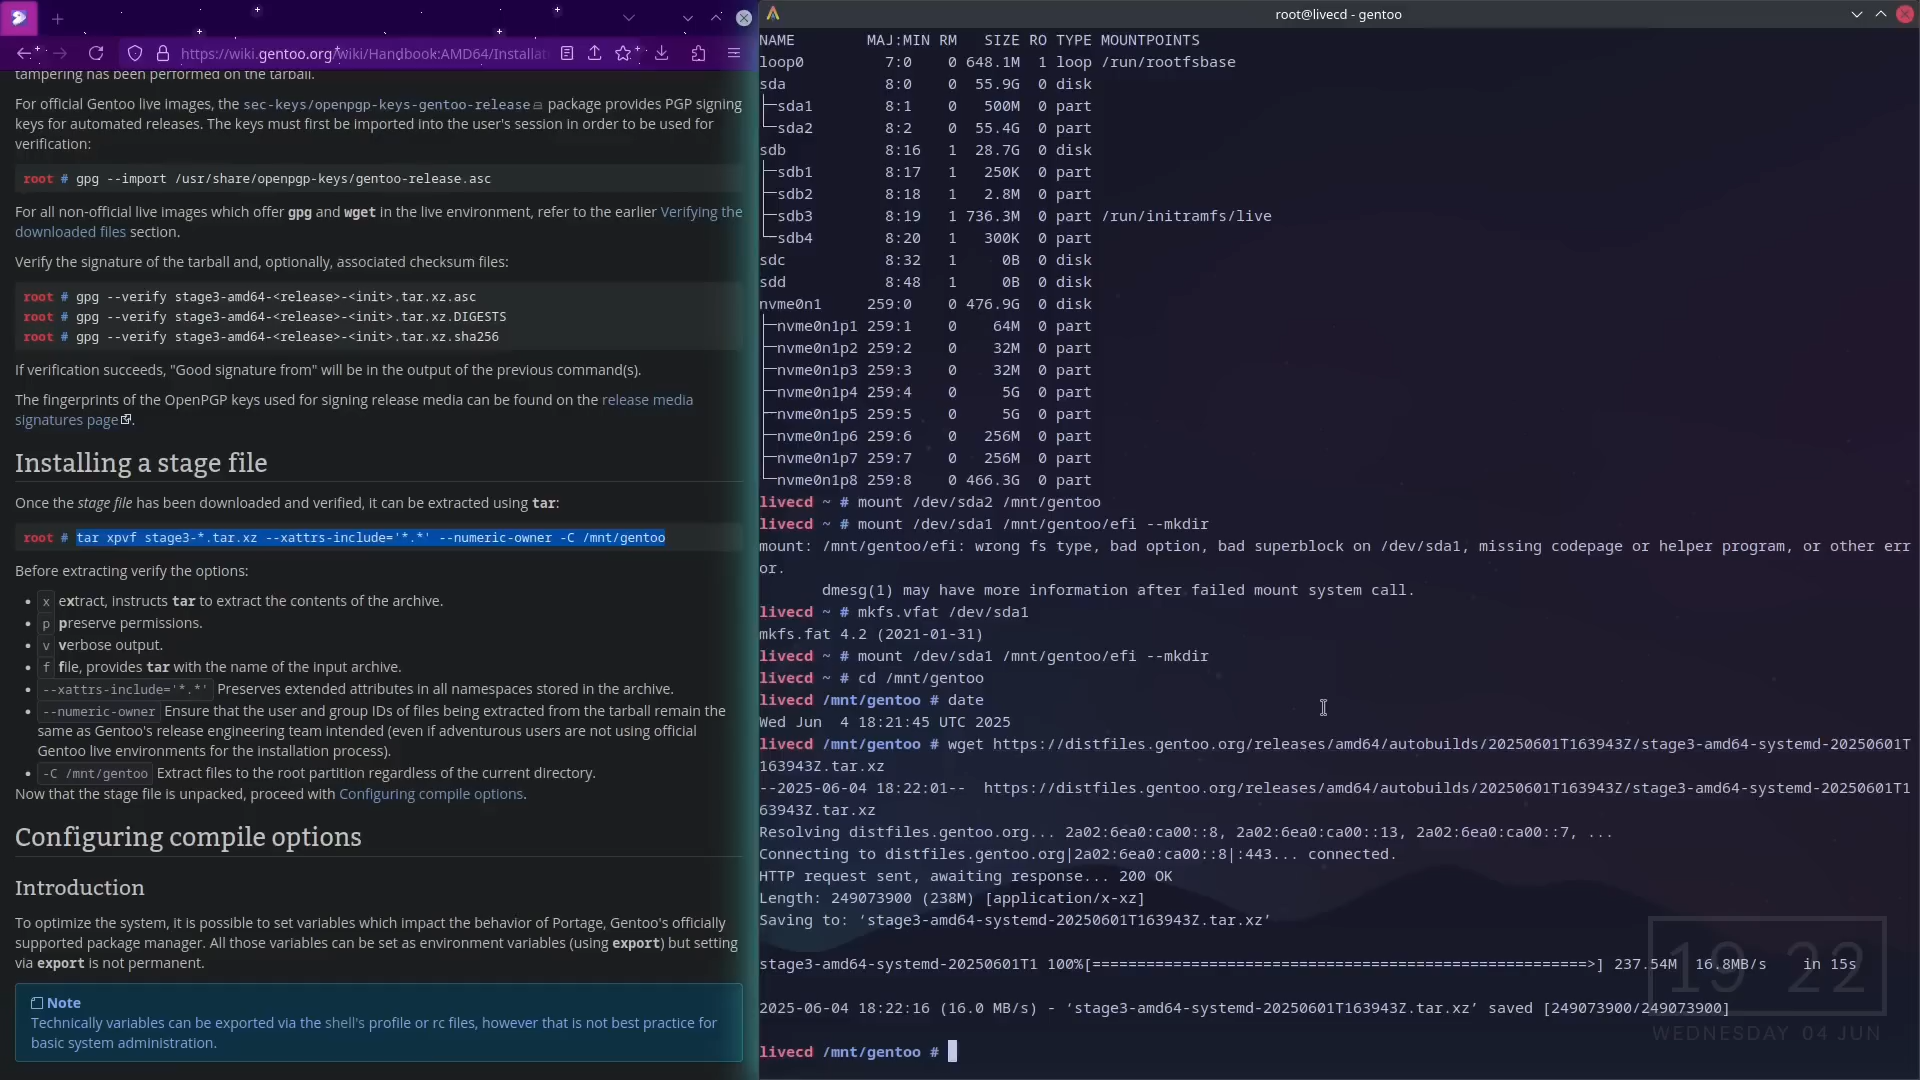 https://wiki.gentoo.org/wiki/Handbook:AMD64/Installat
tampering has been performed on the tarball.
For official Gentoo live images, the sec-keys/openpgp-keys-gentoo-release package provides PGP signing
keys for automated releases. The keys must first be imported into the user's session in order to be used for
verification:
root # gpg --import /usr/share/openpgp-keys/gentoo-release.asc
For all non-official live images which offer gpg and wget in the live environment, refer to the earlier Verifying the
downloaded files section.
Verify the signature of the tarball and, optionally, associated checksum files:
root # gpg --verify stage3-amd64-<release>-<init>.tar.xz.asc
root # gpg --verify stage3-amd64-<release>-<init>.tar.xz.DIGESTS
root # gpg --verify stage3-amd64-<release>-<init>.tar.xz.sha256
If verification succeeds, "Good signature from" will be in the output of the previous command(s).
The fingerprints of the OpenPGP keys used for signing release media can be found on the release media
signatures page.
Installing a stage file
Once the stage file has been downloaded and verified, it can be extracted using tar:
root # tar xpvf stage3-*.tar.xz --xattrs-include='*.*' --numeric-owner -C /mnt/gentoo
Before extracting verify the options:
• x extract, instructs tar to extract the contents of the archive.
• p preserve permissions.
• v verbose output.
• f file, provides tar with the name of the input archive.
• --xattrs-include='*.*' Preserves extended attributes in all namespaces stored in the archive.
• --numeric-owner Ensure that the user and group IDs of files being extracted from the tarball remain the
same as Gentoo's release engineering team intended (even if adventurous users are not using official
Gentoo live environments for the installation process).
• -C /mnt/gentoo Extract files to the root partition regardless of the current directory.
Now that the stage file is unpacked, proceed with Configuring compile options.
Configuring compile options
Introduction
To optimize the system, it is possible to set variables which impact the behavior of Portage, Gentoo's officially
supported package manager. All those variables can be set as environment variables (using export) but setting
via export is not permanent.
Note
Technically variables can be exported via the shell's profile or rc files, however that is not best practice for
basic system administration.
root@livecd - gentoo
NAME MAJ:MIN RM SIZE RO TYPE MOUNTPOINTS
loop0 7:0 0 648.1M 1 loop /run/rootfsbase
sda 8:0 0 55.9G 0 disk
├─sda1 8:1 0 500M 0 part
└─sda2 8:2 0 55.4G 0 part
sdb 8:16 1 28.7G 0 disk
├─sdb1 8:17 1 250K 0 part
├─sdb2 8:18 1 2.8M 0 part
├─sdb3 8:19 1 736.3M 0 part /run/initramfs/live
└─sdb4 8:20 1 300K 0 part
sdc 8:32 1 0B 0 disk
sdd 8:48 1 0B 0 disk
nvme0n1 259:0 0 476.9G 0 disk
├─nvme0n1p1 259:1 0 64M 0 part
├─nvme0n1p2 259:2 0 32M 0 part
├─nvme0n1p3 259:3 0 32M 0 part
├─nvme0n1p4 259:4 0 5G 0 part
├─nvme0n1p5 259:5 0 5G 0 part
├─nvme0n1p6 259:6 0 256M 0 part
├─nvme0n1p7 259:7 0 256M 0 part
└─nvme0n1p8 259:8 0 466.3G 0 part
livecd ~ # mount /dev/sda2 /mnt/gentoo
livecd ~ # mount /dev/sda1 /mnt/gentoo/efi --mkdir
mount: /mnt/gentoo/efi: wrong fs type, bad option, bad superblock on /dev/sda1, missing codepage or helper program, or other err
or.
dmesg(1) may have more information after failed mount system call.
livecd ~ # mkfs.vfat /dev/sda1
mkfs.fat 4.2 (2021-01-31)
livecd ~ # mount /dev/sda1 /mnt/gentoo/efi --mkdir
livecd ~ # cd /mnt/gentoo
livecd /mnt/gentoo # date
Wed Jun  4 18:21:45 UTC 2025
livecd /mnt/gentoo # wget https://distfiles.gentoo.org/releases/amd64/autobuilds/20250601T163943Z/stage3-amd64-systemd-20250601T
163943Z.tar.xz
--2025-06-04 18:22:01--  https://distfiles.gentoo.org/releases/amd64/autobuilds/20250601T163943Z/stage3-amd64-systemd-20250601T1
63943Z.tar.xz
Resolving distfiles.gentoo.org... 2a02:6ea0:ca00::8, 2a02:6ea0:ca00::13, 2a02:6ea0:ca00::7, ...
Connecting to distfiles.gentoo.org|2a02:6ea0:ca00::8|:443... connected.
HTTP request sent, awaiting response... 200 OK
Length: 249073900 (238M) [application/x-xz]
Saving to: ‘stage3-amd64-systemd-20250601T163943Z.tar.xz’
stage3-amd64-systemd-20250601T1 100%[=======================================================>] 237.54M  16.8MB/s    in 15s
2025-06-04 18:22:16 (16.0 MB/s) - ‘stage3-amd64-systemd-20250601T163943Z.tar.xz’ saved [249073900/249073900]
livecd /mnt/gentoo #
19 22
WEDNESDAY 04 JUN